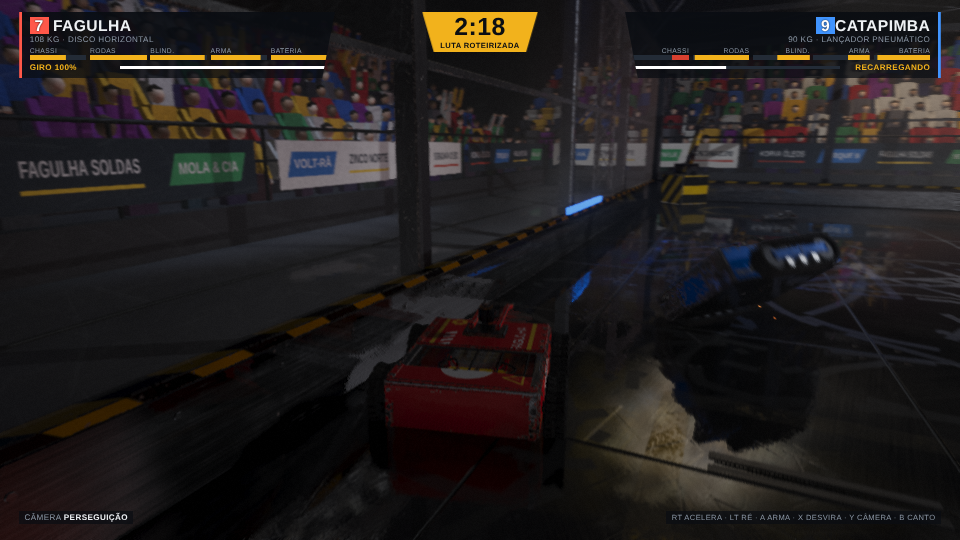 7 FAGULHA
108 KG · DISCO HORIZONTAL
CHASSI RODAS BLIND. ARMA BATERIA
GIRO 100%
2:18
LUTA ROTEIRIZADA
9 CATAPIMBA
90 KG · LANÇADOR PNEUMÁTICO
CHASSI RODAS BLIND. ARMA BATERIA
RECARREGANDO
FAGULHA SOLDAS
MOLA & CIA
VOLT-RÁ
ZINCO NORTE
CÂMERA PERSEGUIÇÃO
RT ACELERA · LT RÉ · A ARMA · X DESVIRA · Y CÂMERA · B CANTO